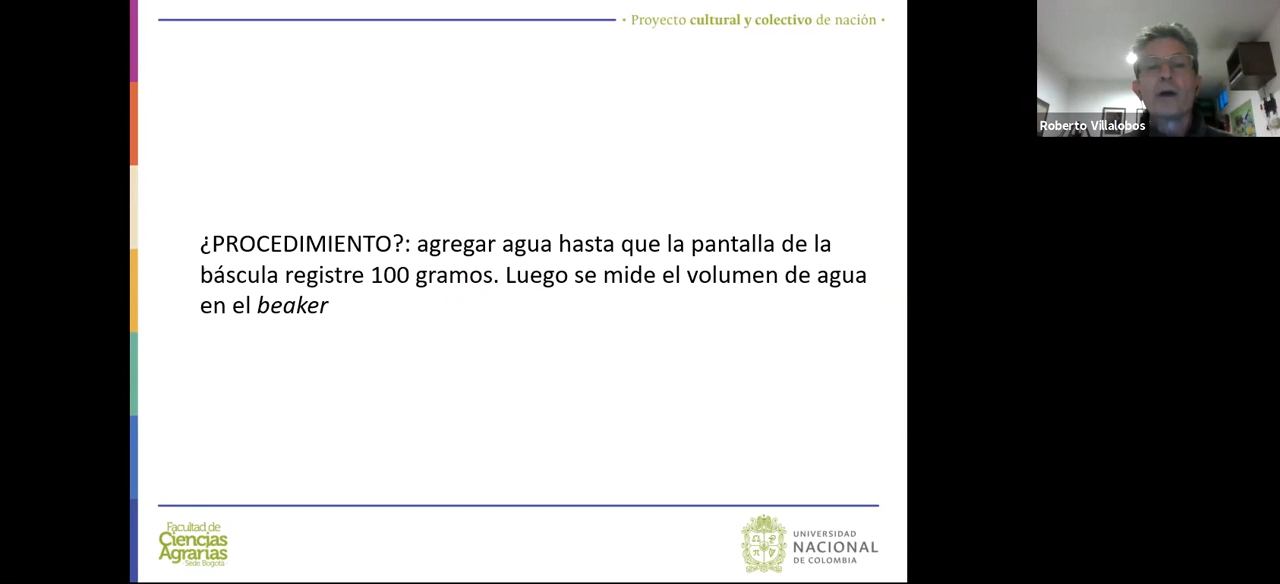 • Proyecto cultural y colectivo de nación •
Roberto Villalobos
¿PROCEDIMIENTO?: agregar agua hasta que la pantalla de la
báscula registre 100 gramos. Luego se mide el volumen de agua
en el beaker
Facultad de
Ciencias
Agrarias
Sede Bogotá
UNIVERSIDAD
NACIONAL
DE COLOMBIA